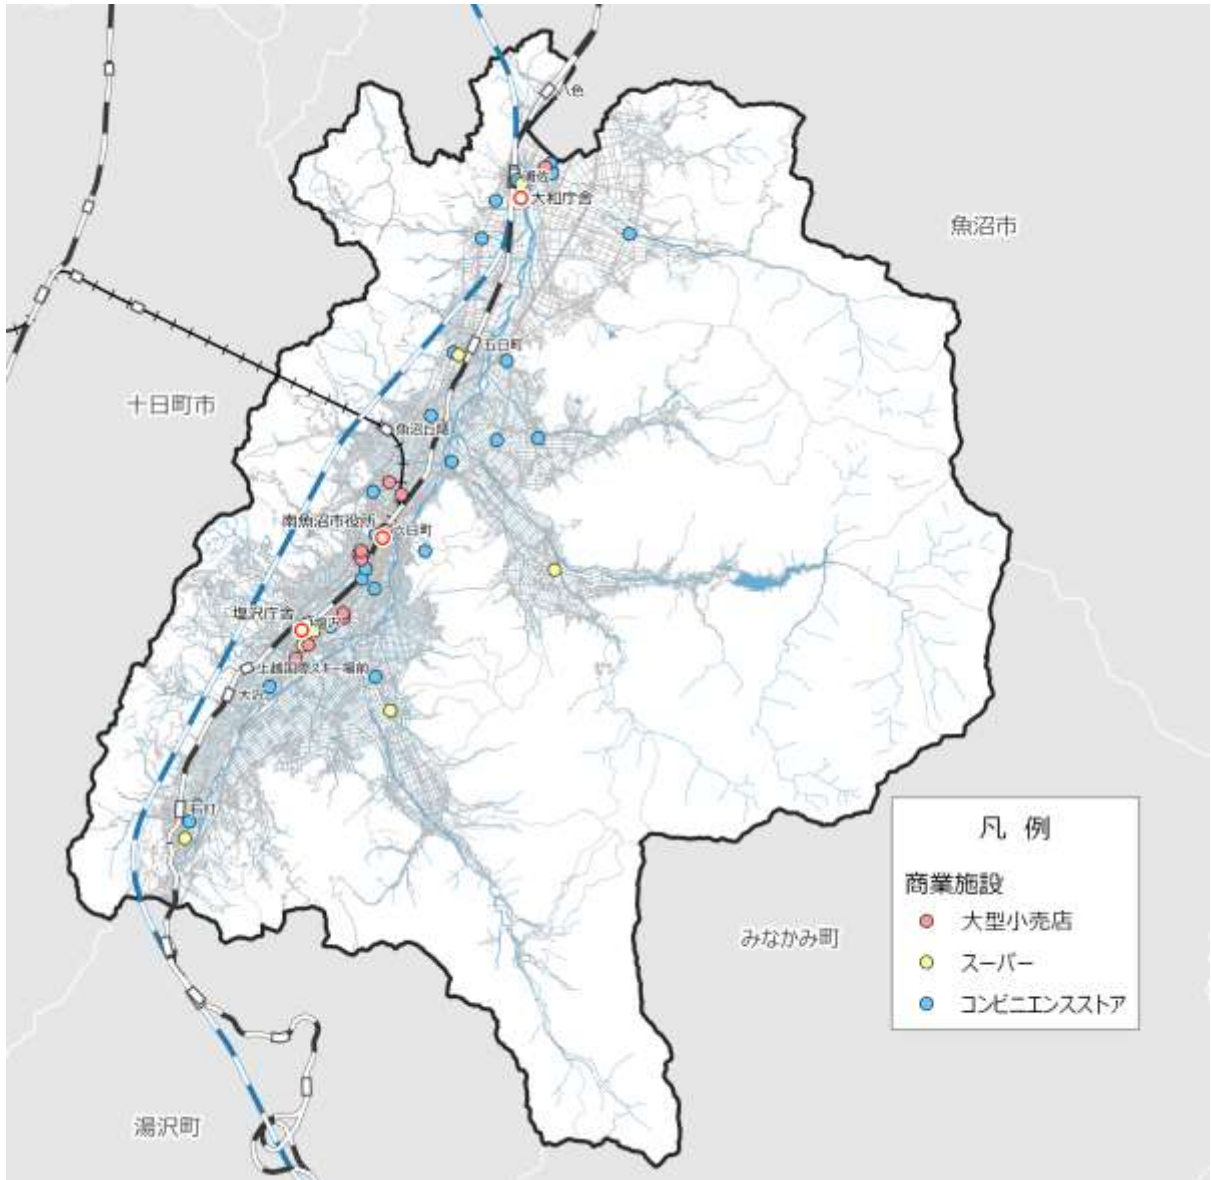 八色
浦佐
大和庁舎
魚沼市
五日町
十日町市
魚沼丘陵
南魚沼市役所
六日町
塩沢庁舎
塩沢
上越国際スキー場前
大沢
石打
凡 例
商業施設
大型小売店
スーパー
コンビニエンスストア
みなかみ町
湯沢町